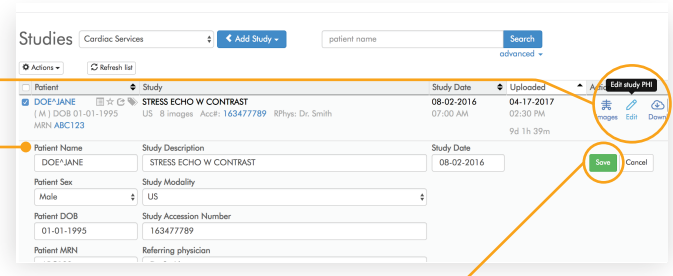 Studies Cardiac Services Add Study patient name Search
advanced
Actions Refresh list
Patient Study Study Date Uploaded
Edit study PHI
DOE^JANE STRESS ECHO W CONTRAST 08-02-2016 04-17-2017
( M ) DOB 01-01-1995 US 8 images Acc#: 163477789 RPhys: Dr. Smith 07:00 AM 02:30 PM
Images Edit Down
MRN ABC123 9d 1h 39m
Patient Name Study Description Study Date
DOE^JANE STRESS ECHO W CONTRAST 08-02-2016 Save Cancel
Patient Sex Study Modality
Male US
Patient DOB Study Accession Number
01-01-1995 163477789
Patient MRN Referring physician